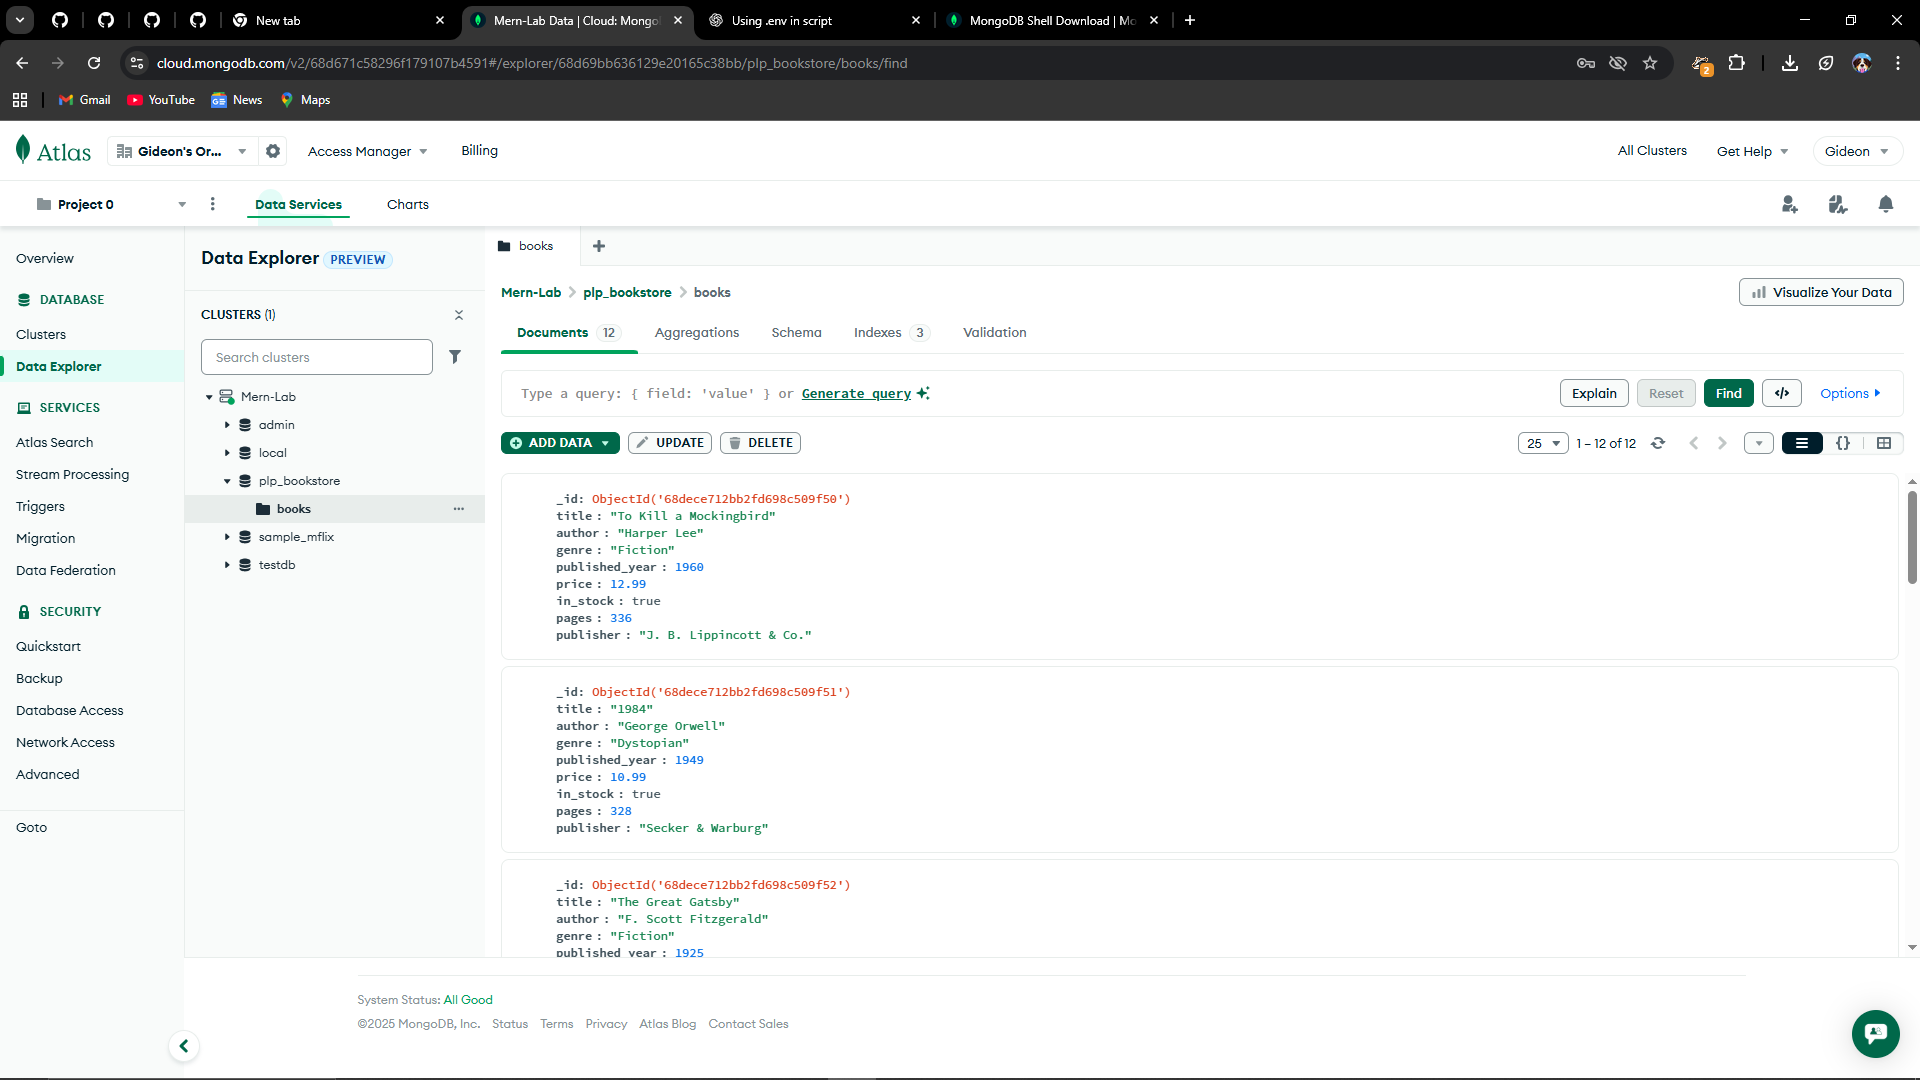 New tab
Mern-Lab Data | Cloud: Mongo
Using .env in script
MongoDB Shell Download | Mo
cloud.mongodb.com/v2/68d671c58296f179107b4591#/explorer/68d69bb636129e20165c38bb/plp_bookstore/books/find
2
Gmail
YouTube
News
Maps
Atlas
Gideon's Or...
Access Manager
Billing
All Clusters
Get Help
Gideon
Project 0
Data Services
Charts
Overview
DATABASE
Clusters
Data Explorer
SERVICES
Atlas Search
Stream Processing
Triggers
Migration
Data Federation
SECURITY
Quickstart
Backup
Database Access
Network Access
Advanced
Goto
Data Explorer PREVIEW
CLUSTERS (1)
Search clusters
Mern-Lab
admin
local
plp_bookstore
books
sample_mflix
testdb
books
Mern-Lab > plp_bookstore > books
Visualize Your Data
Documents 12
Aggregations
Schema
Indexes 3
Validation
Type a query: { field: 'value' } or Generate query
Explain
Reset
Find
</>
Options
ADD DATA
UPDATE
DELETE
25
1 – 12 of 12
{}
_id: ObjectId('68dece712bb2fd698c509f50')
title : "To Kill a Mockingbird"
author : "Harper Lee"
genre : "Fiction"
published_year : 1960
price : 12.99
in_stock : true
pages : 336
publisher : "J. B. Lippincott & Co."
_id: ObjectId('68dece712bb2fd698c509f51')
title : "1984"
author : "George Orwell"
genre : "Dystopian"
published_year : 1949
price : 10.99
in_stock : true
pages : 328
publisher : "Secker & Warburg"
_id: ObjectId('68dece712bb2fd698c509f52')
title : "The Great Gatsby"
author : "F. Scott Fitzgerald"
genre : "Fiction"
published_year : 1925
System Status: All Good
©2025 MongoDB, Inc. Status Terms Privacy Atlas Blog Contact Sales